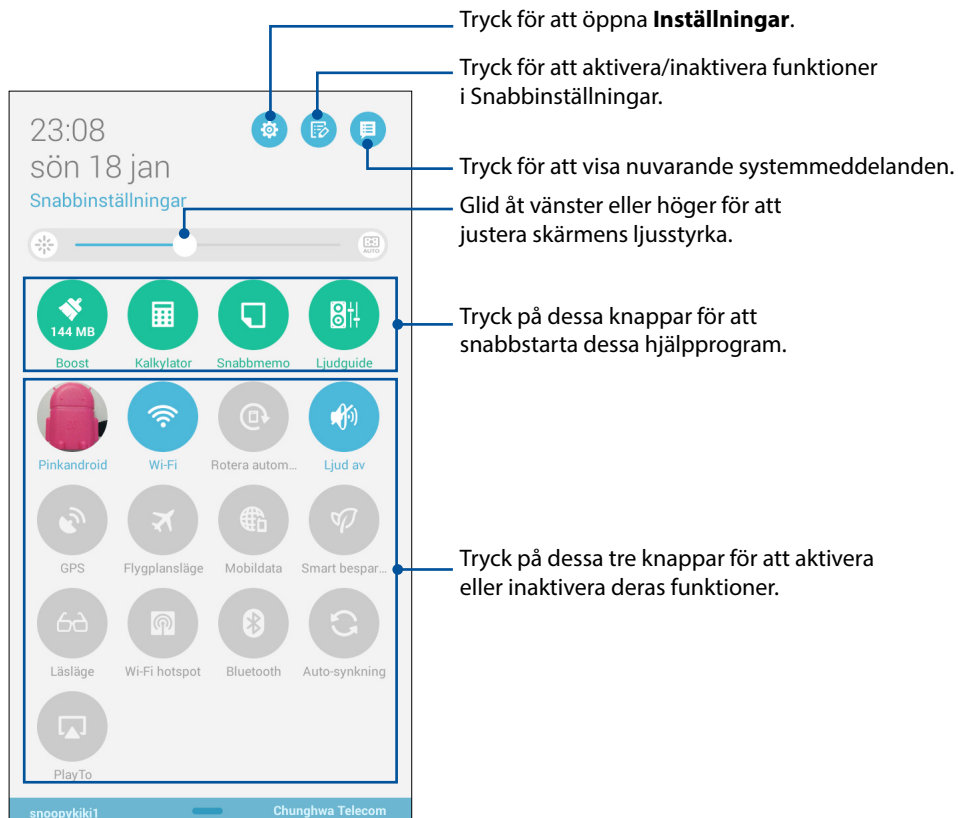 Tryck för att öppna Inställningar.
Tryck för att aktivera/inaktivera funktioner
i Snabbinställningar.
Tryck för att visa nuvarande systemmeddelanden.
Glid åt vänster eller höger för att
justera skärmens ljusstyrka.
Tryck på dessa knappar för att
snabbstarta dessa hjälpprogram.
Tryck på dessa tre knappar för att aktivera
eller inaktivera deras funktioner.
23:08
sön 18 jan
Snabbinställningar
AUTO
144 MB
Boost Kalkylator Snabbmemo Ljudguide
Pinkandroid Wi-Fi Rotera autom... Ljud av
GPS Flygplansläge Mobildata Smart bespar...
Läsläge Wi-Fi hotspot Bluetooth Auto-synkning
PlayTo
snoopykiki1 Chunghwa Telecom